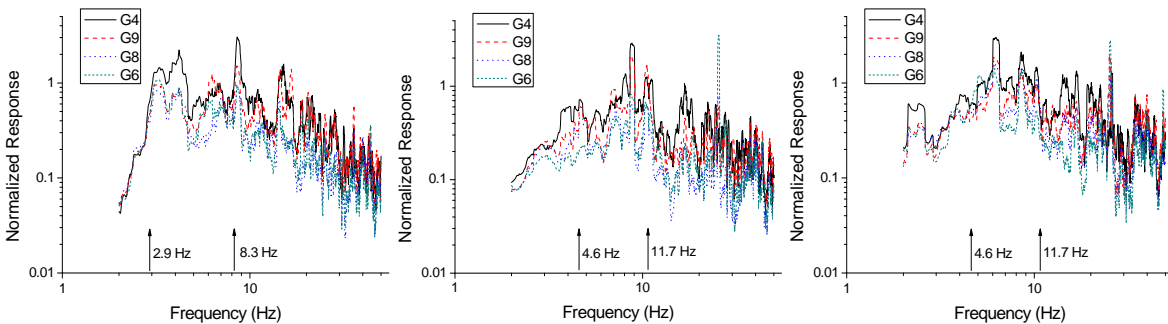 G4
G9
G8
G6
Normalized Response
1
0.1
0.01
2.9 Hz
8.3 Hz
1
10
Frequency (Hz)
G4
G9
G8
G6
Normalized Response
1
0.1
0.01
4.6 Hz
11.7 Hz
1
10
Frequency (Hz)
G4
G9
G8
G6
Normalized Response
1
0.1
0.01
4.6 Hz
11.7 Hz
1
10
Frequency (Hz)